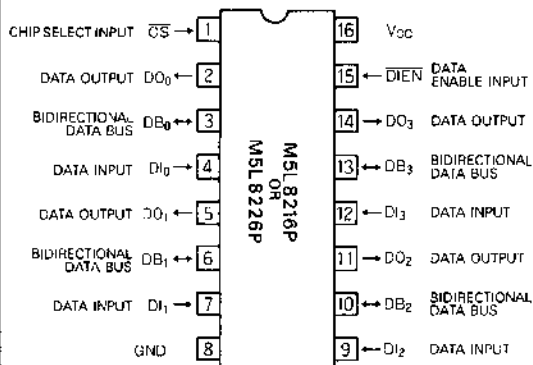 CHIP SELECT INPUT C̅S̅ → 1
DATA OUTPUT DO₀ ← 2
BIDIRECTIONAL
DATA BUS DB₀ ↔ 3
DATA INPUT DI₀ → 4
DATA OUTPUT DO₁ ← 5
BIDIRECTIONAL
DATA BUS DB₁ ↔ 6
DATA INPUT DI₁ → 7
GND 8
M5L8216P
OR
M5L8226P
16 Vcc
15 ← D̅I̅E̅N̅ DATA
ENABLE INPUT
14 → DO₃ DATA OUTPUT
13 ↔ DB₃ BIDIRECTIONAL
DATA BUS
12 ← DI₃ DATA INPUT
11 → DO₂ DATA OUTPUT
10 ↔ DB₂ BIDIRECTIONAL
DATA BUS
9 ← DI₂ DATA INPUT